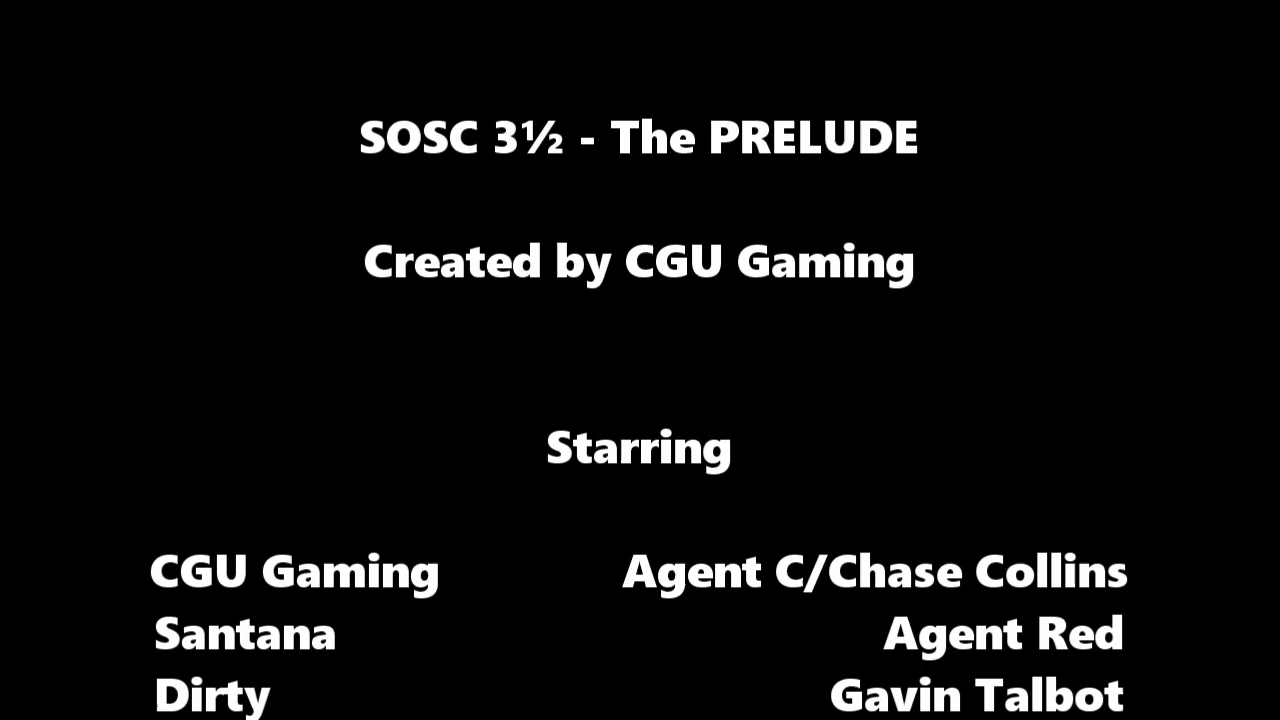 SOSC 3½ - The PRELUDE
Created by CGU Gaming
Starring
CGU Gaming Agent C/Chase Collins
Santana Agent Red
Dirty Gavin Talbot